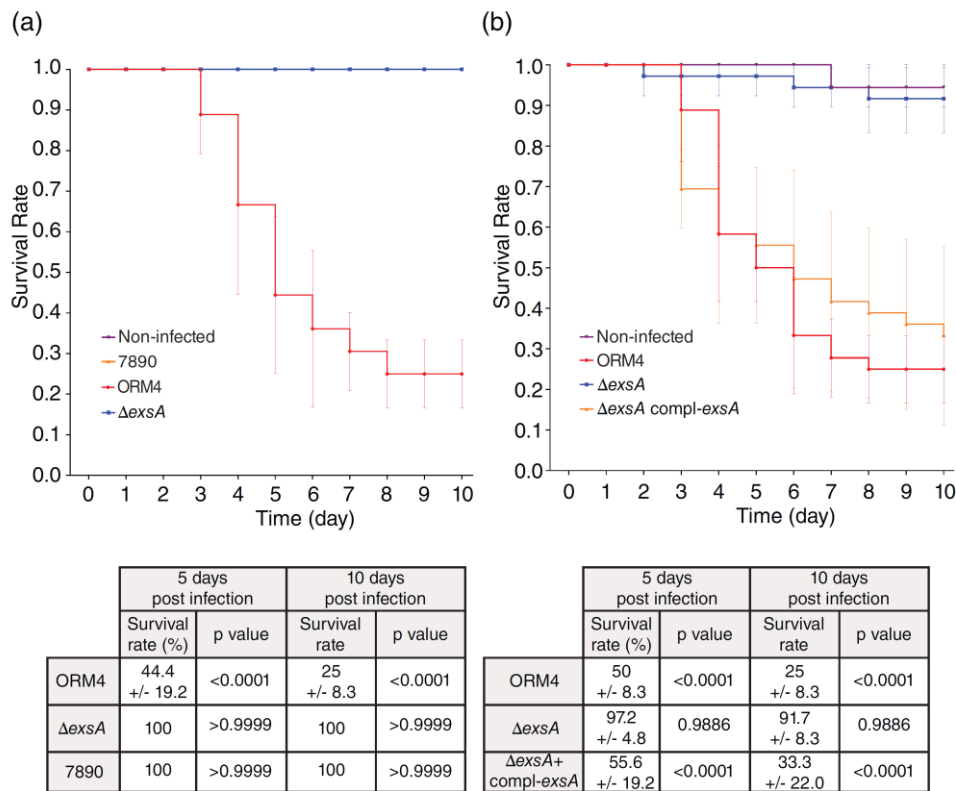 (a)
Survival Rate
1.0
0.9
0.8
0.7
0.6
0.5
0.4
0.3
0.2
0.1
0.0
Non-infected
7890
ORM4
ΔexsA
0 1 2 3 4 5 6 7 8 9 10
Time (day)
(b)
Survival Rate
1.0
0.9
0.8
0.7
0.6
0.5
0.4
0.3
0.2
0.1
0.0
Non-infected
ORM4
ΔexsA
ΔexsA compl-exsA
0 1 2 3 4 5 6 7 8 9 10
Time (day)
5 days 10 days
post infection post infection
Survival p value Survival p value
rate (%) rate
ORM4 44.4 <0.0001 25 <0.0001
+/- 19.2 +/- 8.3
ΔexsA 100 >0.9999 100 >0.9999
7890 100 >0.9999 100 >0.9999
5 days 10 days
post infection post infection
Survival p value Survival p value
rate (%) rate
ORM4 50 <0.0001 25 <0.0001
+/- 8.3 +/- 8.3
ΔexsA 97.2 0.9886 91.7 0.9886
+/- 4.8 +/- 8.3
ΔexsA+ 55.6 <0.0001 33.3 <0.0001
compl-exsA +/- 19.2 +/- 22.0